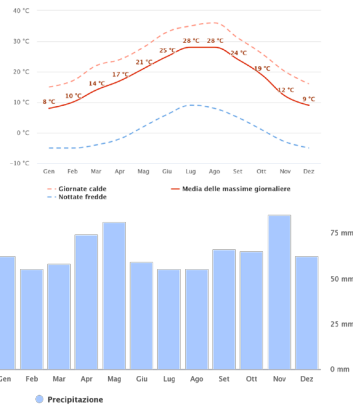 40 °C
30 °C
20 °C
10 °C
0 °C
-10 °C
8 °C
10 °C
14 °C
17 °C
21 °C
25 °C
28 °C
28 °C
24 °C
19 °C
12 °C
9 °C
Gen Feb Mar Apr Mag Giu Lug Ago Set Ott Nov Dez
Giornate calde Media delle massime giornaliere
Nottate fredde
75 mm
50 mm
25 mm
0 mm
Gen Feb Mar Apr Mag Giu Lug Ago Set Ott Nov Dez
Precipitazione